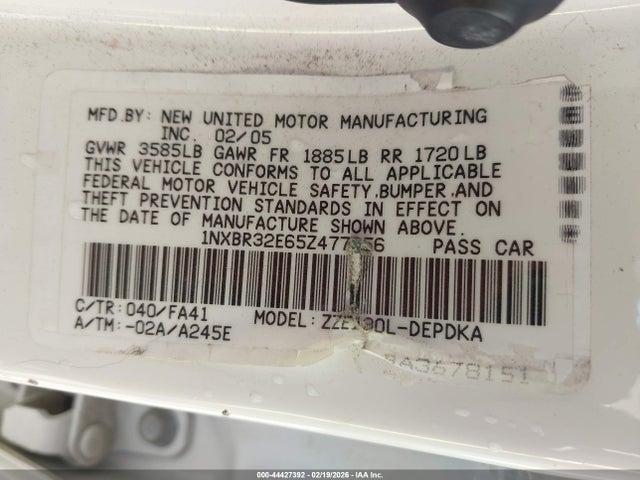 MFD.BY: NEW UNITED MOTOR MANUFACTURING
INC. 02/05
GVWR 3585LB GAWR FR 1885LB RR 1720LB
THIS VEHICLE CONFORMS TO ALL APPLICABLE
FEDERAL MOTOR VEHICLE SAFETY,BUMPER,AND
THEFT PREVENTION STANDARDS IN EFFECT ON
THE DATE OF MANUFACTURE SHOWN ABOVE.
PASS CAR
C/TR: 040/FA41 MODEL:
A/TM: -02A/A245E
000-44427392 - 02/19/2026 - IAA Inc.